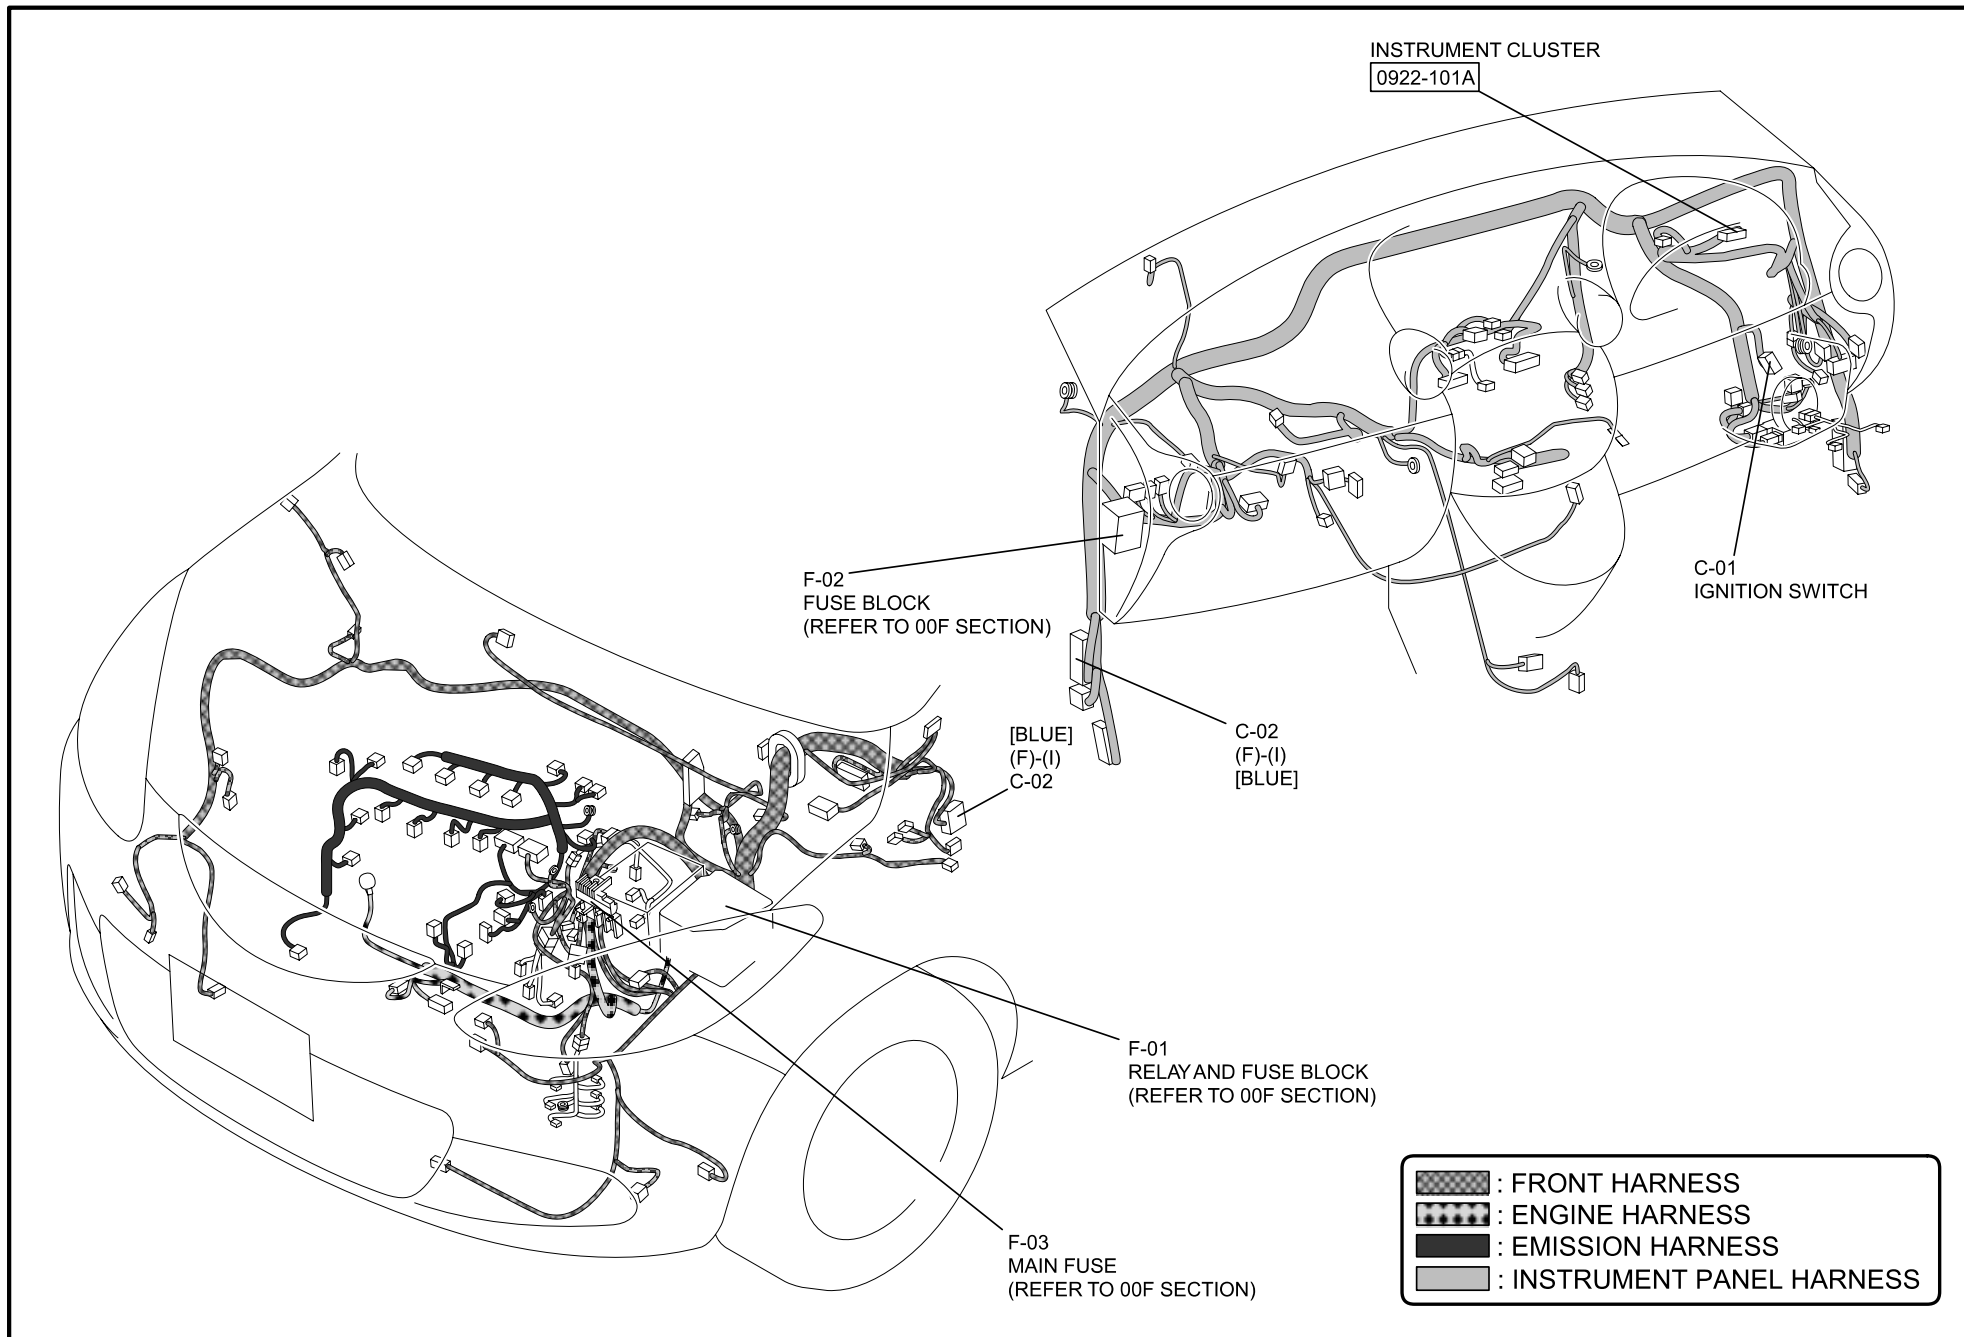 INSTRUMENT CLUSTER
0922-101A
F-02
FUSE BLOCK
(REFER TO 00F SECTION)
C-01
IGNITION SWITCH
[BLUE]
(F)-(I)
C-02
C-02
(F)-(I)
[BLUE]
F-01
RELAY AND FUSE BLOCK
(REFER TO 00F SECTION)
F-03
MAIN FUSE
(REFER TO 00F SECTION)
: FRONT HARNESS
: ENGINE HARNESS
: EMISSION HARNESS
: INSTRUMENT PANEL HARNESS